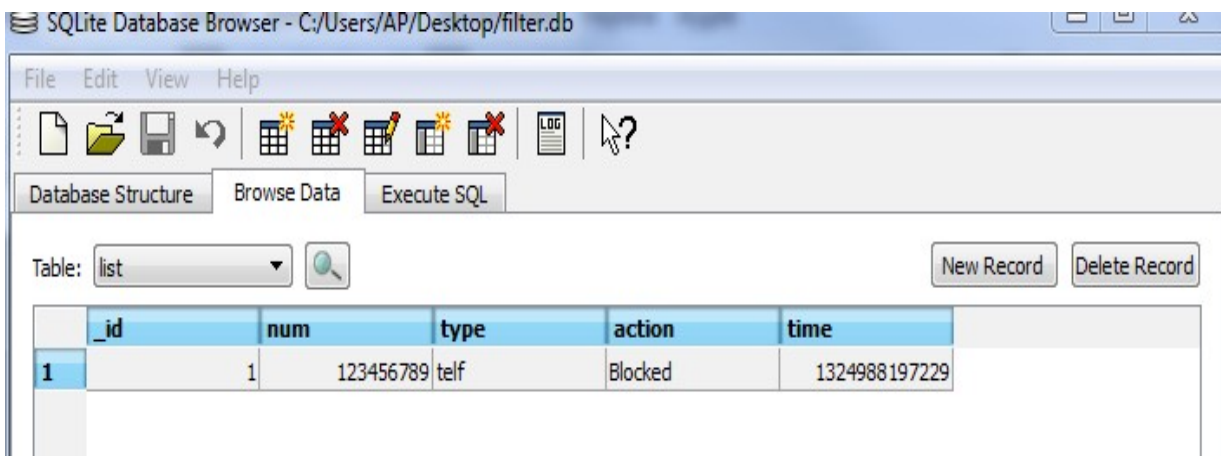 SQLite Database Browser - C:/Users/AP/Desktop/filter.db
File Edit View Help
LOG ?
Database Structure Browse Data Execute SQL
Table: list New Record Delete Record
_id num type action time
1 1 123456789 telf Blocked 1324988197229